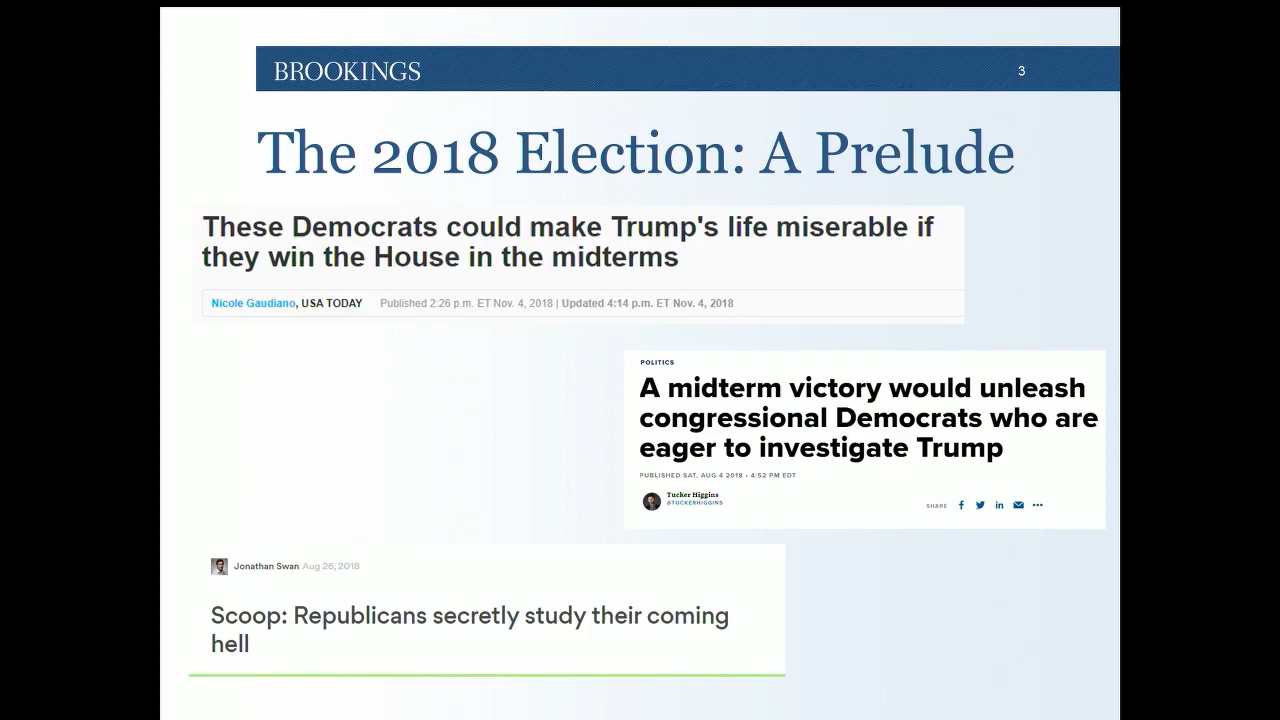 BROOKINGS
3
The 2018 Election: A Prelude
These Democrats could make Trump's life miserable if
they win the House in the midterms
Nicole Gaudiano, USA TODAY Published 2:26 p.m. ET Nov. 4, 2018 | Updated 4:14 p.m. ET Nov. 4, 2018
POLITICS
A midterm victory would unleash
congressional Democrats who are
eager to investigate Trump
PUBLISHED SAT, AUG 4 2018 • 4:52 PM EDT
Tucker Higgins
@TUCKERHIGGINS
SHARE
Jonathan Swan Aug 26, 2018
Scoop: Republicans secretly study their coming
hell